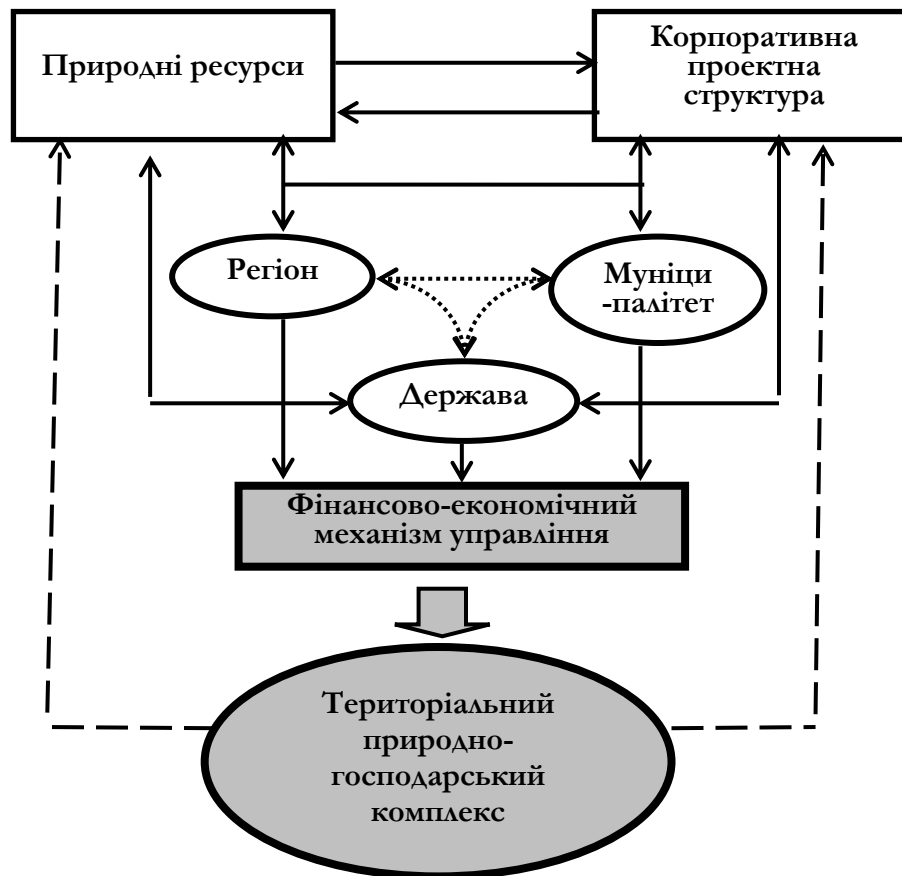 Природні ресурси
Корпоративна
проектна
структура
Регіон
Муніци
-палітет
Держава
Фінансово-економічний
механізм управління
Територіальний
природно-
господарський
комплекс